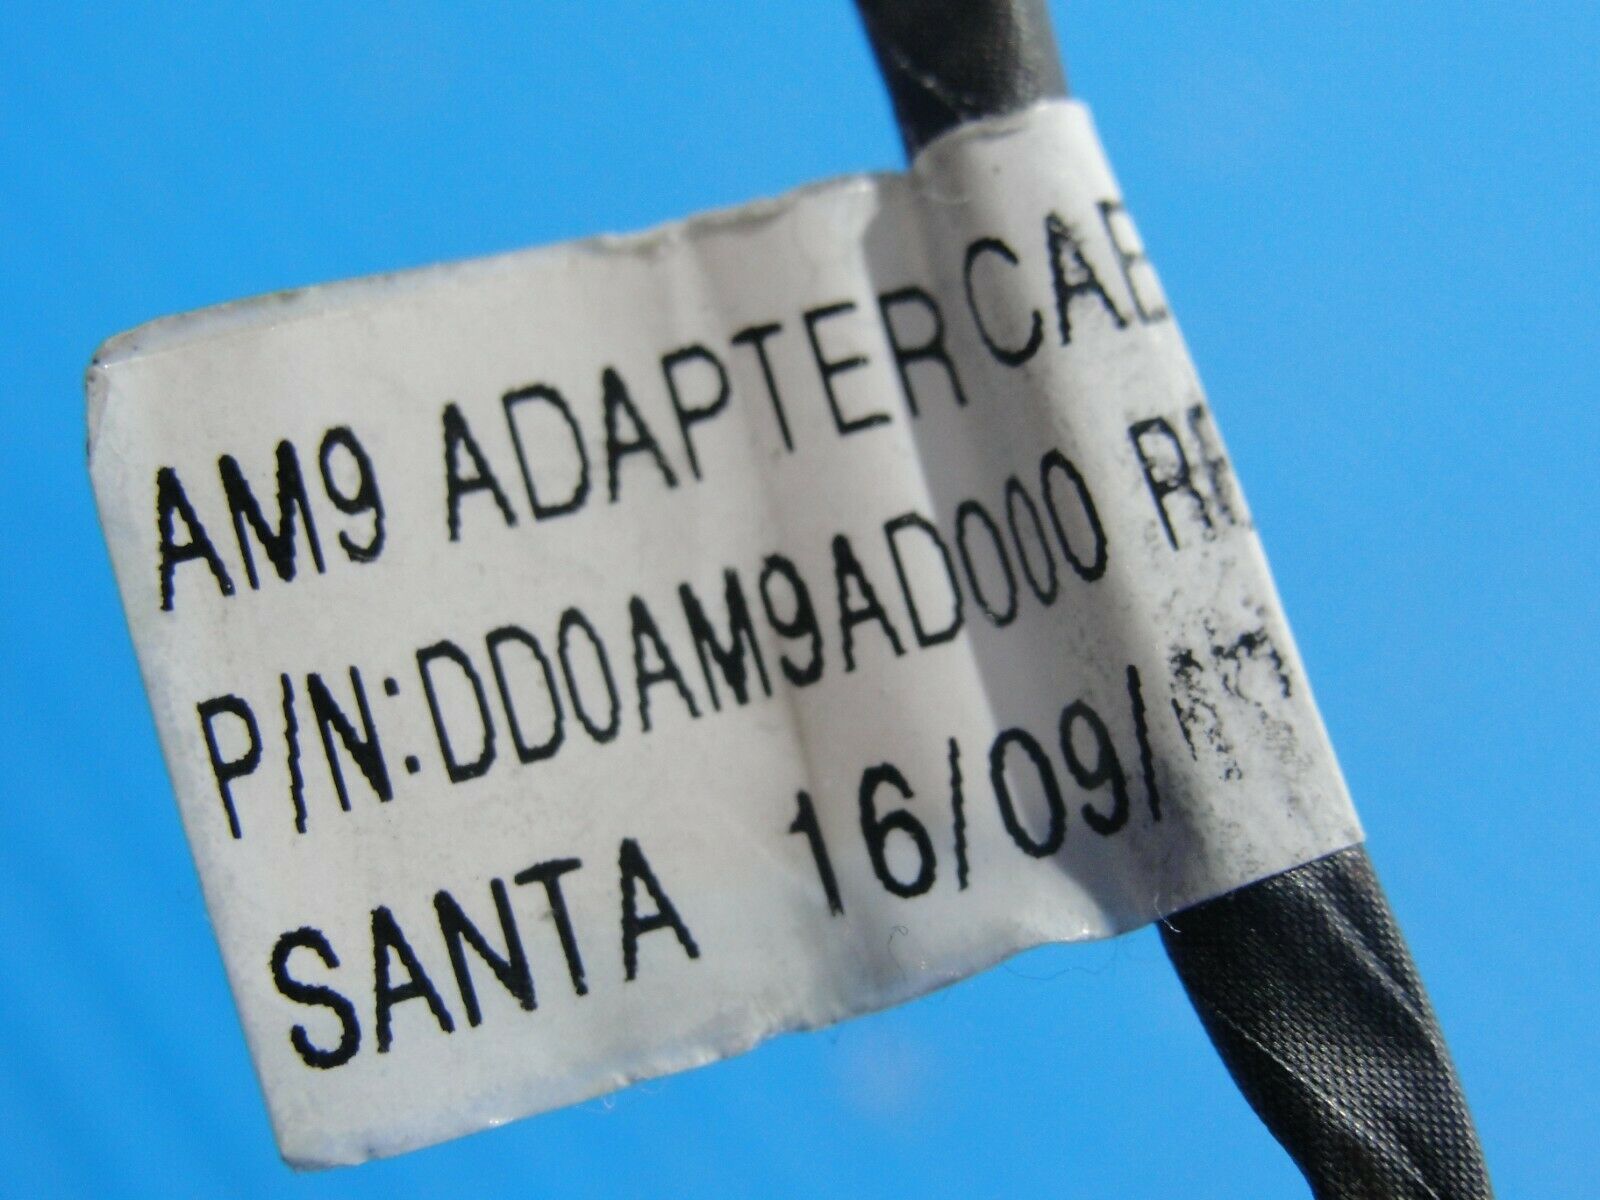 AM9 ADAPTER CAB
P/N:DD0AM9AD000
SANTA 16/09/